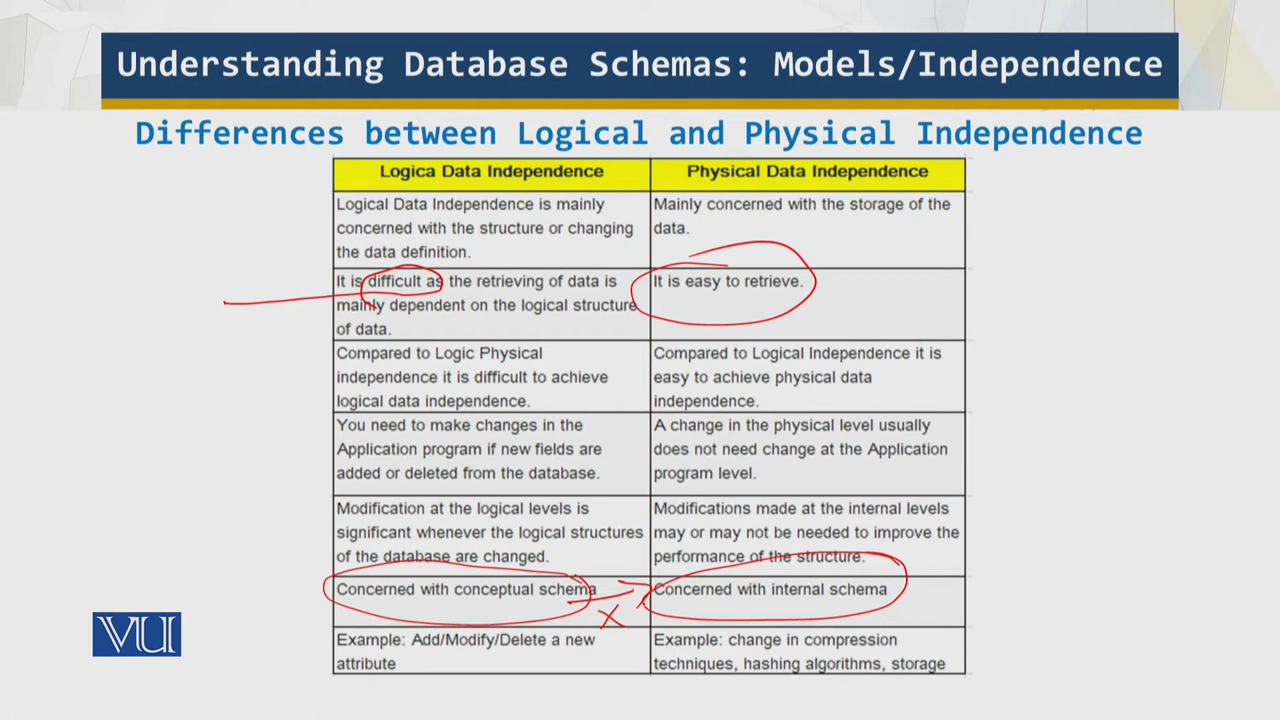 Understanding Database Schemas: Models/Independence
Differences between Logical and Physical Independence
Logica Data Independence
Physical Data Independence
Logical Data Independence is mainly
concerned with the structure or changing
the data definition.
Mainly concerned with the storage of the
data.
It is difficult as the retrieving of data is
mainly dependent on the logical structure
of data.
It is easy to retrieve.
Compared to Logic Physical
independence it is difficult to achieve
logical data independence.
Compared to Logical Independence it is
easy to achieve physical data
independence.
You need to make changes in the
Application program if new fields are
added or deleted from the database.
A change in the physical level usually
does not need change at the Application
program level.
Modification at the logical levels is
significant whenever the logical structures
of the database are changed.
Modifications made at the internal levels
may or may not be needed to improve the
performance of the structure.
Concerned with conceptual schema
X
Concerned with internal schema
Example: Add/Modify/Delete a new
attribute
Example: change in compression
techniques, hashing algorithms, storage
VU